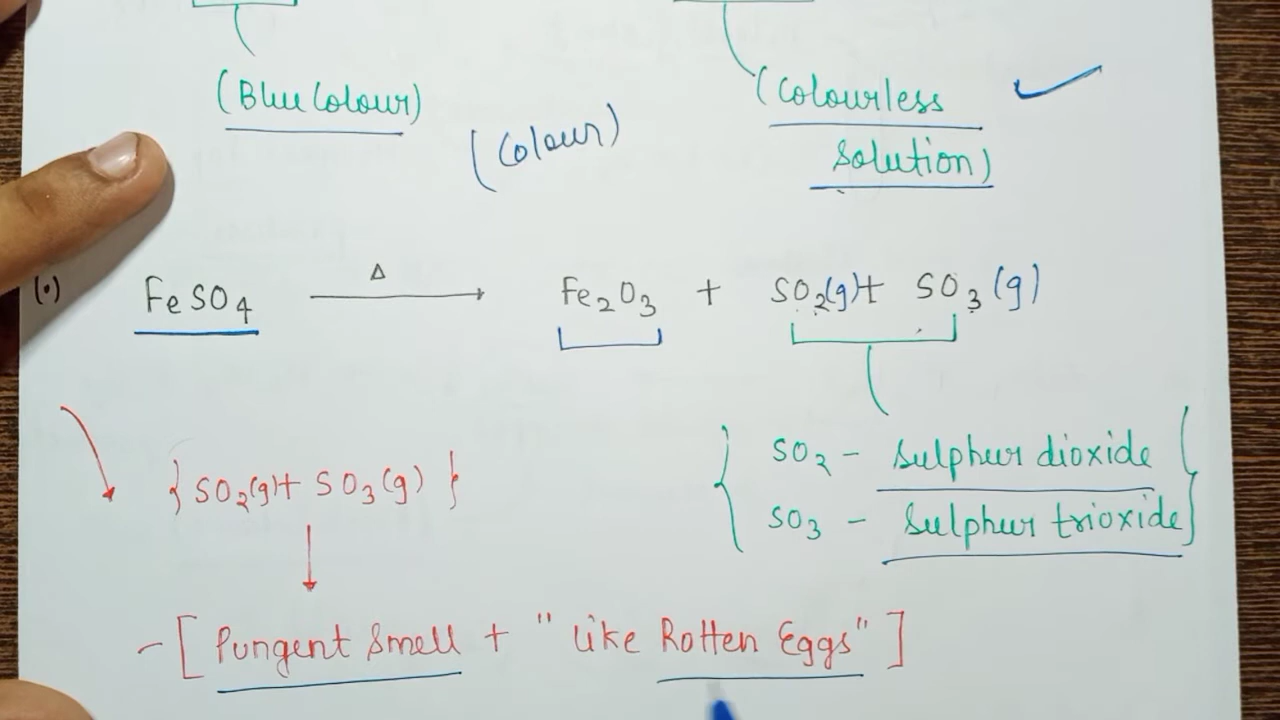 (Blue Colour)
(Colour)
(Colourless
Solution)
(•) FeSO4 Δ Fe2O3 + SO2(g)+ SO3(g)
{SO2(g)+ SO3(g)}
SO2 - Sulphur dioxide
SO3 - Sulphur trioxide
- [Pungent Smell + "like Rotten Eggs"]